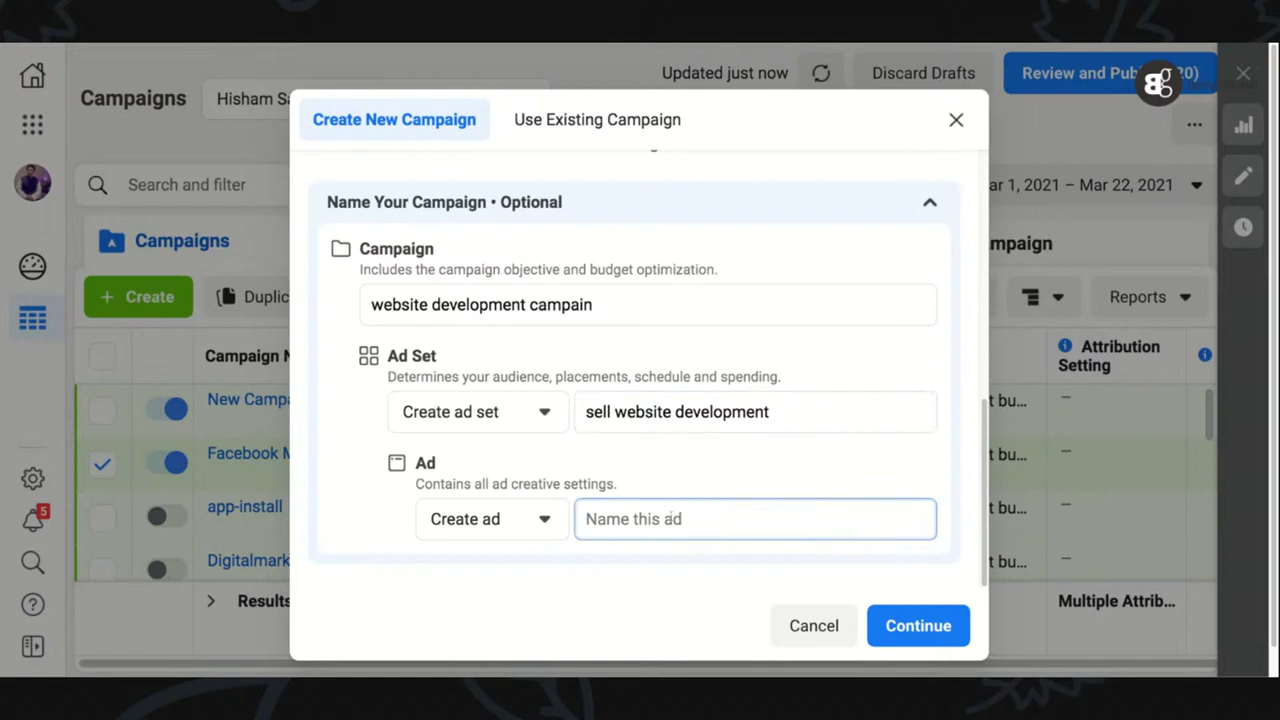 Updated just now
Discard Drafts
Review and Pub 20)
Campaigns
Hisham Sa
Create New Campaign
Use Existing Campaign
Search and filter
ar 1, 2021 – Mar 22, 2021
Name Your Campaign • Optional
Campaigns
mpaign
Campaign
Includes the campaign objective and budget optimization.
+ Create
Duplic
website development campain
Reports
Campaign N
Ad Set
Determines your audience, placements, schedule and spending.
Attribution
Setting
New Campa
Create ad set
sell website development
t bu...
—
Facebook M
t bu...
—
Ad
Contains all ad creative settings.
app-install
Create ad
Name this ad
t bu...
—
5
Digitalmark
t bu...
—
Results
Multiple Attrib...
Cancel
Continue